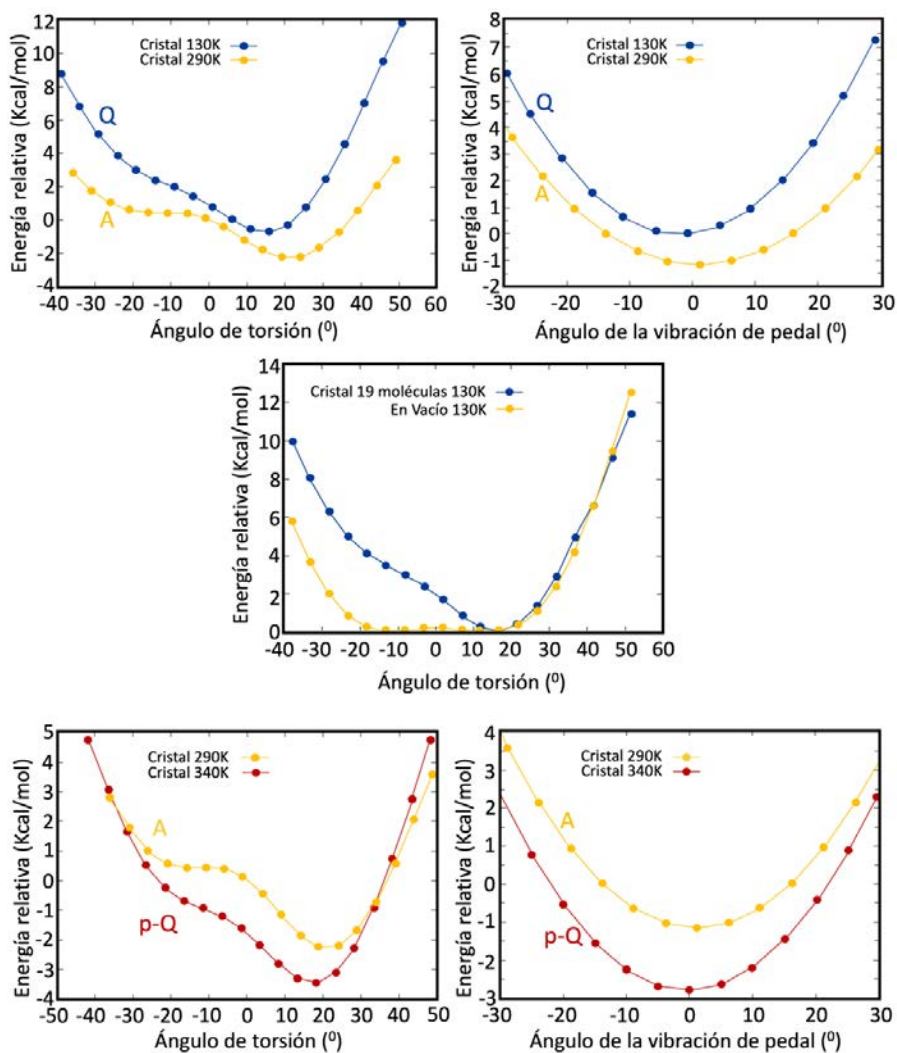 Cristal 130K
Cristal 290K
Q
A
Energía relativa (Kcal/mol)
12
10
8
6
4
2
0
-2
-4
-40 -30 -20 -10 0 10 20 30 40 50 60
Ángulo de torsión (⁰)
Cristal 130K
Cristal 290K
Q
A
Energía relativa (Kcal/mol)
8
7
6
5
4
3
2
1
0
-1
-2
-30 -20 -10 0 10 20 30
Ángulo de la vibración de pedal (⁰)
Cristal 19 moléculas 130K
En Vacío 130K
Energía relativa (Kcal/mol)
14
12
10
8
6
4
2
0
-40 -30 -20 -10 0 10 20 30 40 50 60
Ángulo de torsión (⁰)
Cristal 290K
Cristal 340K
A
p-Q
Energía relativa (Kcal/mol)
5
4
3
2
1
0
-1
-2
-3
-4
-50 -40 -30 -20 -10 0 10 20 30 40 50
Ángulo de torsión (⁰)
Cristal 290K
Cristal 340K
A
p-Q
Energía relativa (Kcal/mol)
4
3
2
1
0
-1
-2
-3
-30 -20 -10 0 10 20 30
Ángulo de la vibración de pedal (⁰)